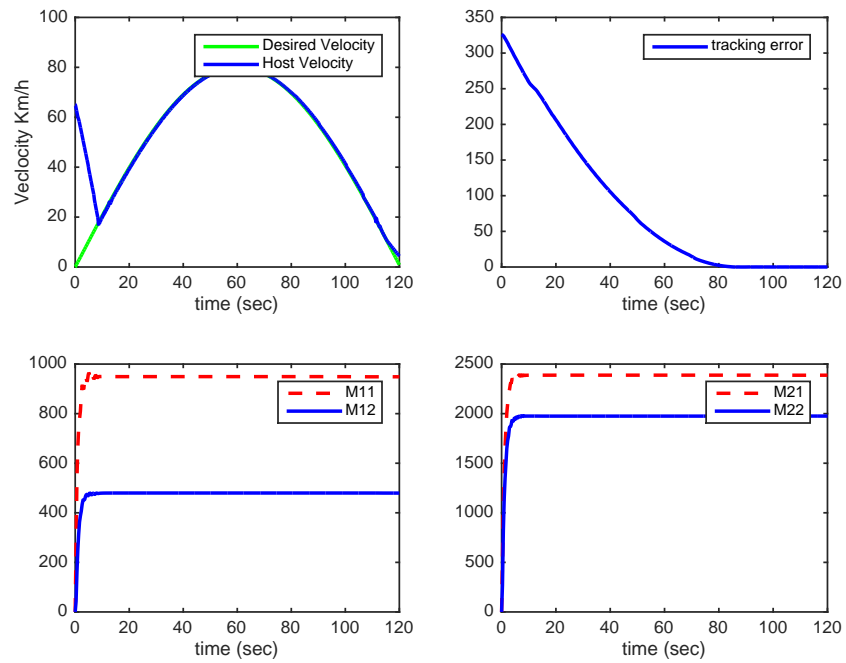 100
80
60
40
20
0
Veclocity Km/h
Desired Velocity
Host Velocity
0 20 40 60 80 100 120
time (sec)
350
300
250
200
150
100
50
0
tracking error
0 20 40 60 80 100 120
time (sec)
1000
800
600
400
200
0
M11
M12
0 20 40 60 80 100 120
time (sec)
2500
2000
1500
1000
500
0
M21
M22
0 20 40 60 80 100 120
time (sec)